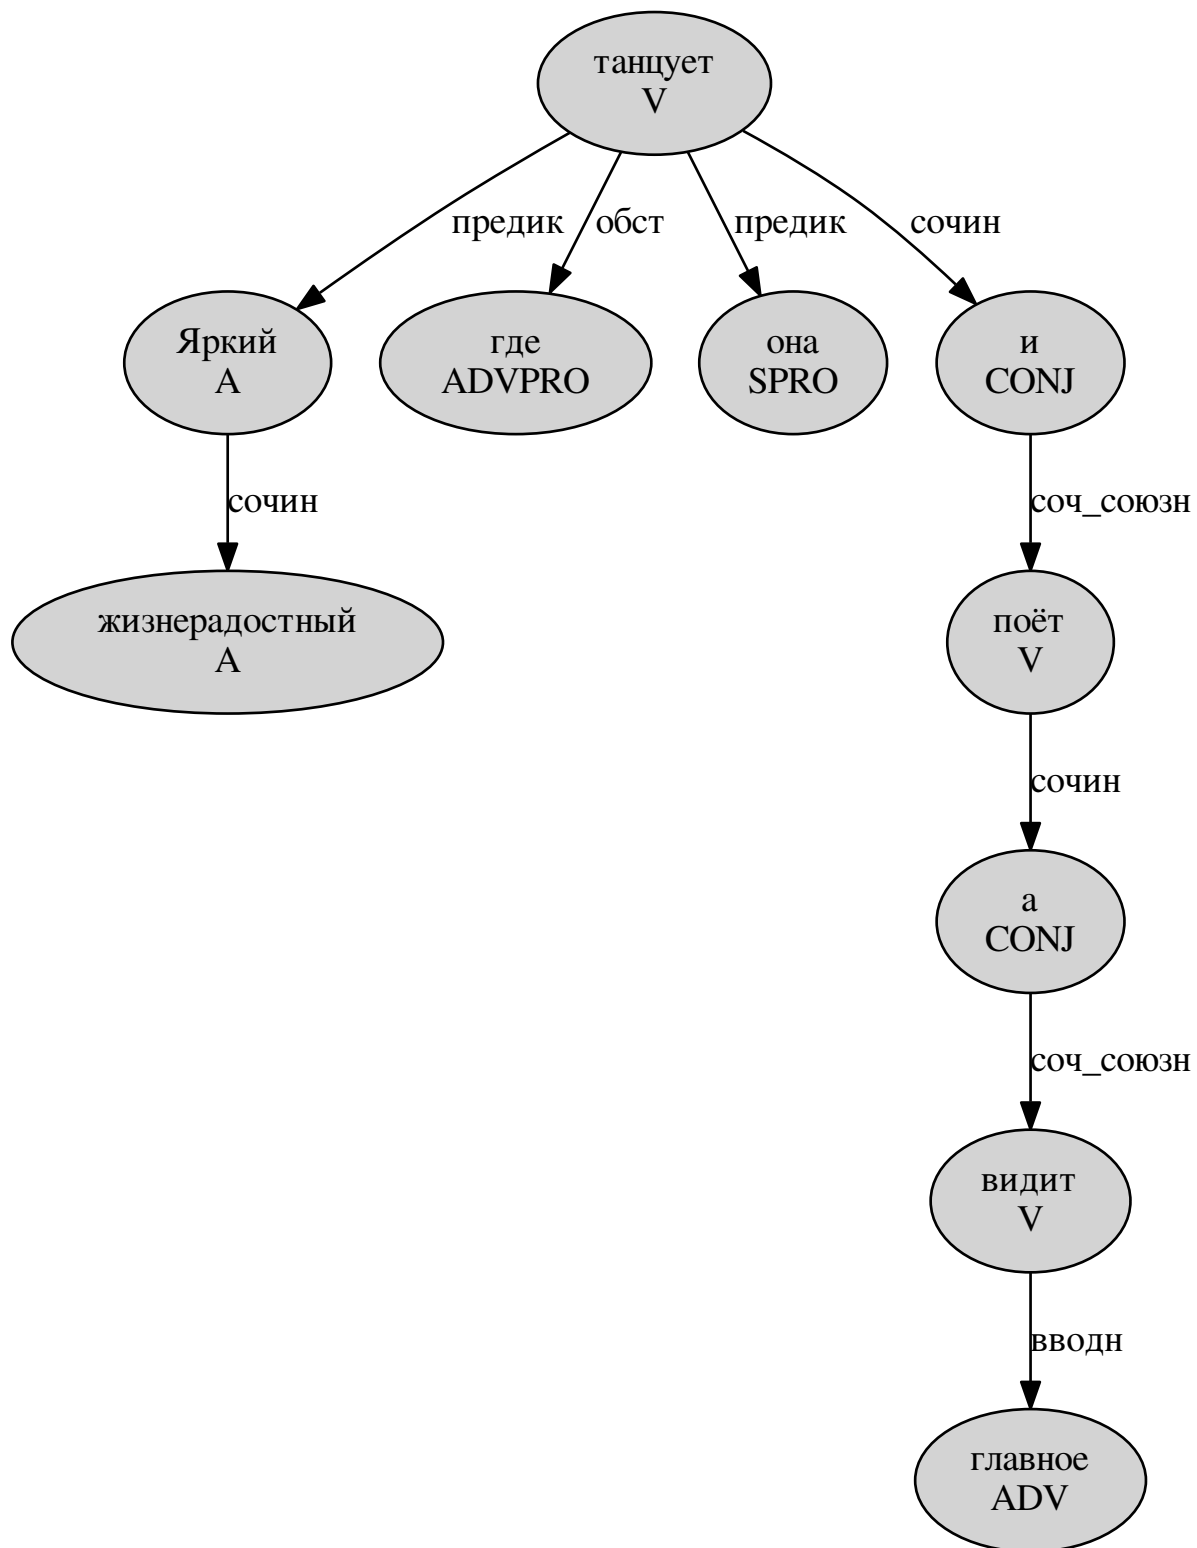 танцует
V
предик
обст
предик
сочин
Яркий
A
где
ADVPRO
она
SPRO
и
CONJ
сочин
соч_союзн
жизнерадостный
A
поёт
V
сочин
а
CONJ
соч_союзн
видит
V
вводн
главное
ADV